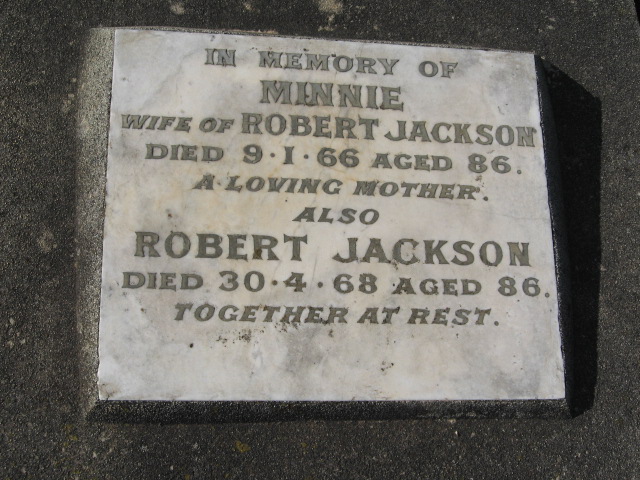 IN MEMORY OF
MINNIE
WIFE OF ROBERT JACKSON
DIED 9·1·66 AGED 86.
A LOVING MOTHER.
ALSO
ROBERT JACKSON
DIED 30·4·68 AGED 86.
TOGETHER AT REST.